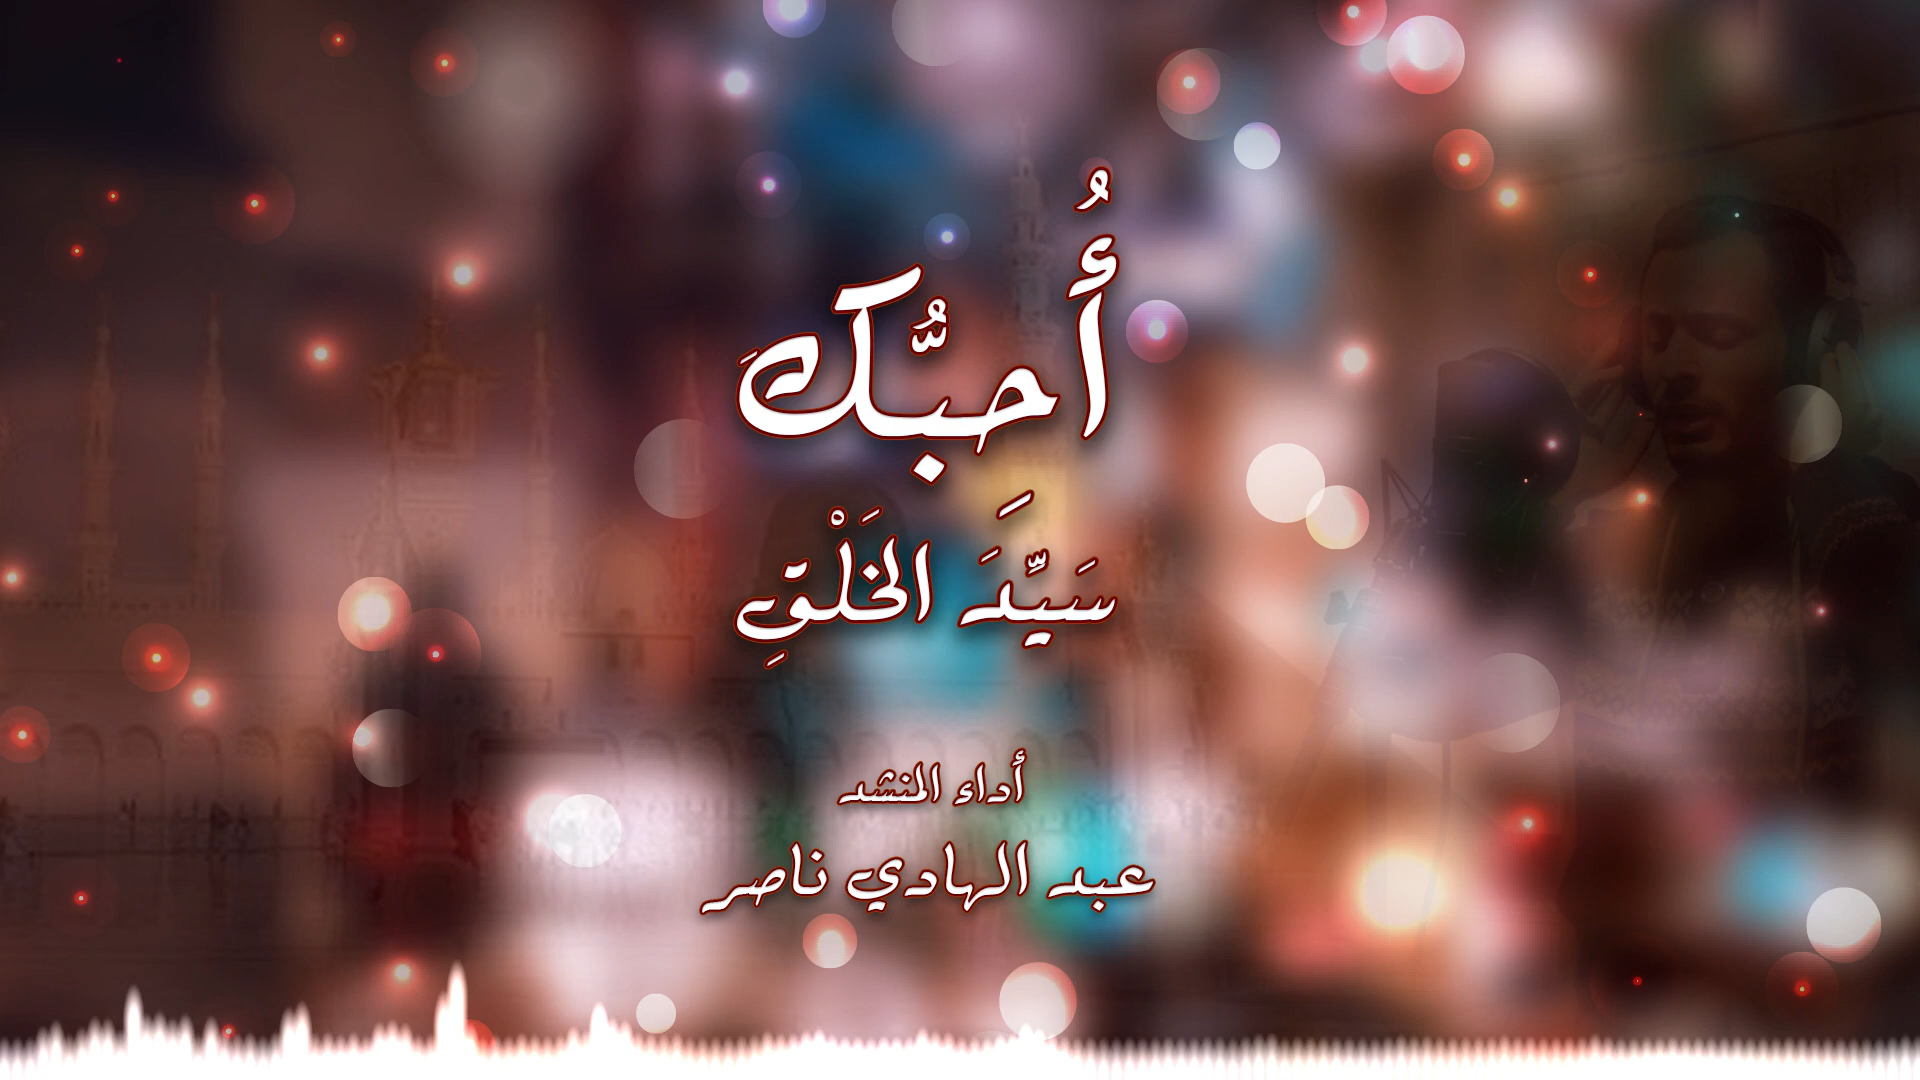 أُحِبُّكَ
سَيِّدَ الخَلْقِ
أداء المنشد
عبد الهادي ناصر